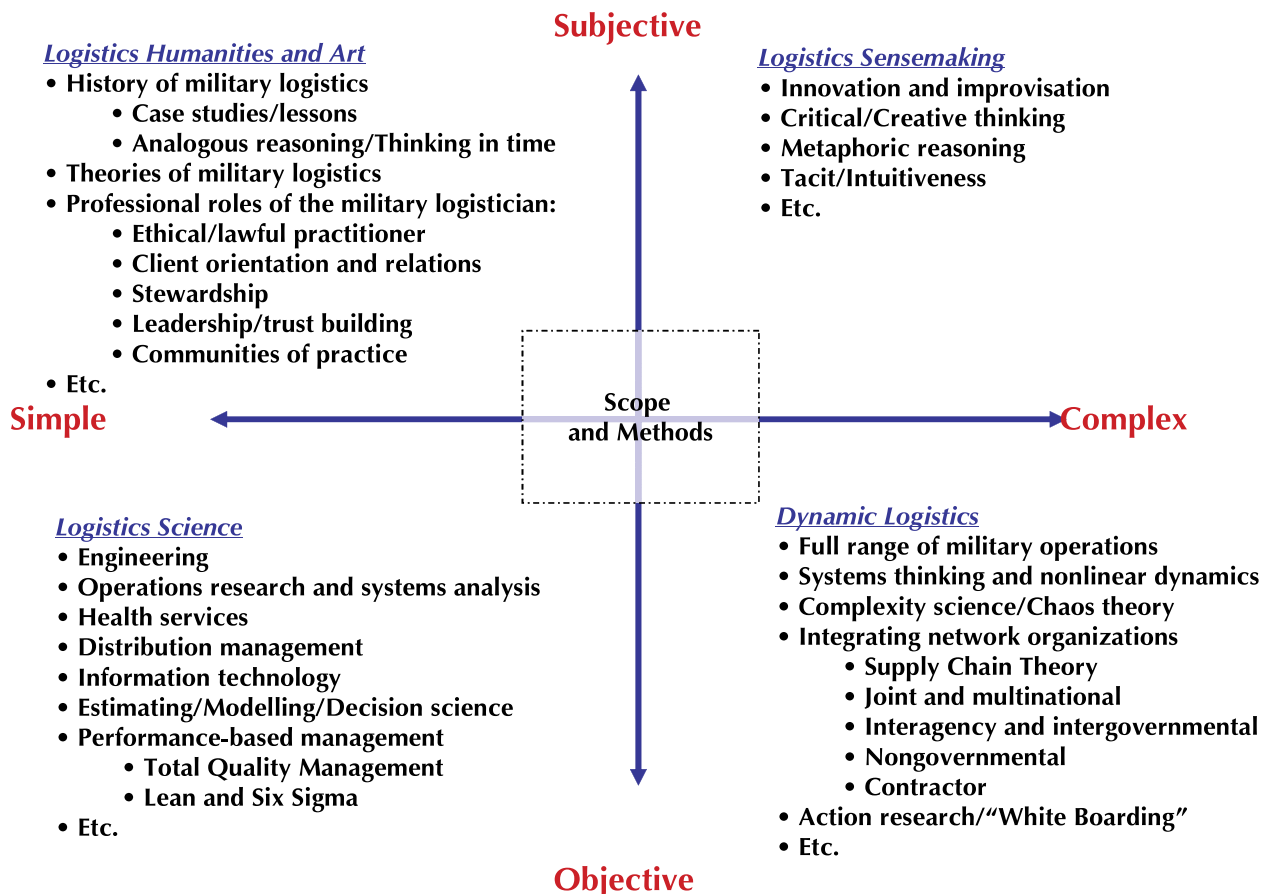 Subjective
Logistics Humanities and Art
• History of military logistics
• Case studies/lessons
• Analogous reasoning/Thinking in time
• Theories of military logistics
• Professional roles of the military logistician:
• Ethical/lawful practitioner
• Client orientation and relations
• Stewardship
• Leadership/trust building
• Communities of practice
• Etc.
Logistics Sensemaking
• Innovation and improvisation
• Critical/Creative thinking
• Metaphoric reasoning
• Tacit/Intuitiveness
• Etc.
Simple
Scope
and Methods
Complex
Logistics Science
• Engineering
• Operations research and systems analysis
• Health services
• Distribution management
• Information technology
• Estimating/Modelling/Decision science
• Performance-based management
• Total Quality Management
• Lean and Six Sigma
• Etc.
Dynamic Logistics
• Full range of military operations
• Systems thinking and nonlinear dynamics
• Complexity science/Chaos theory
• Integrating network organizations
• Supply Chain Theory
• Joint and multinational
• Interagency and intergovernmental
• Nongovernmental
• Contractor
• Action research/“White Boarding”
• Etc.
Objective